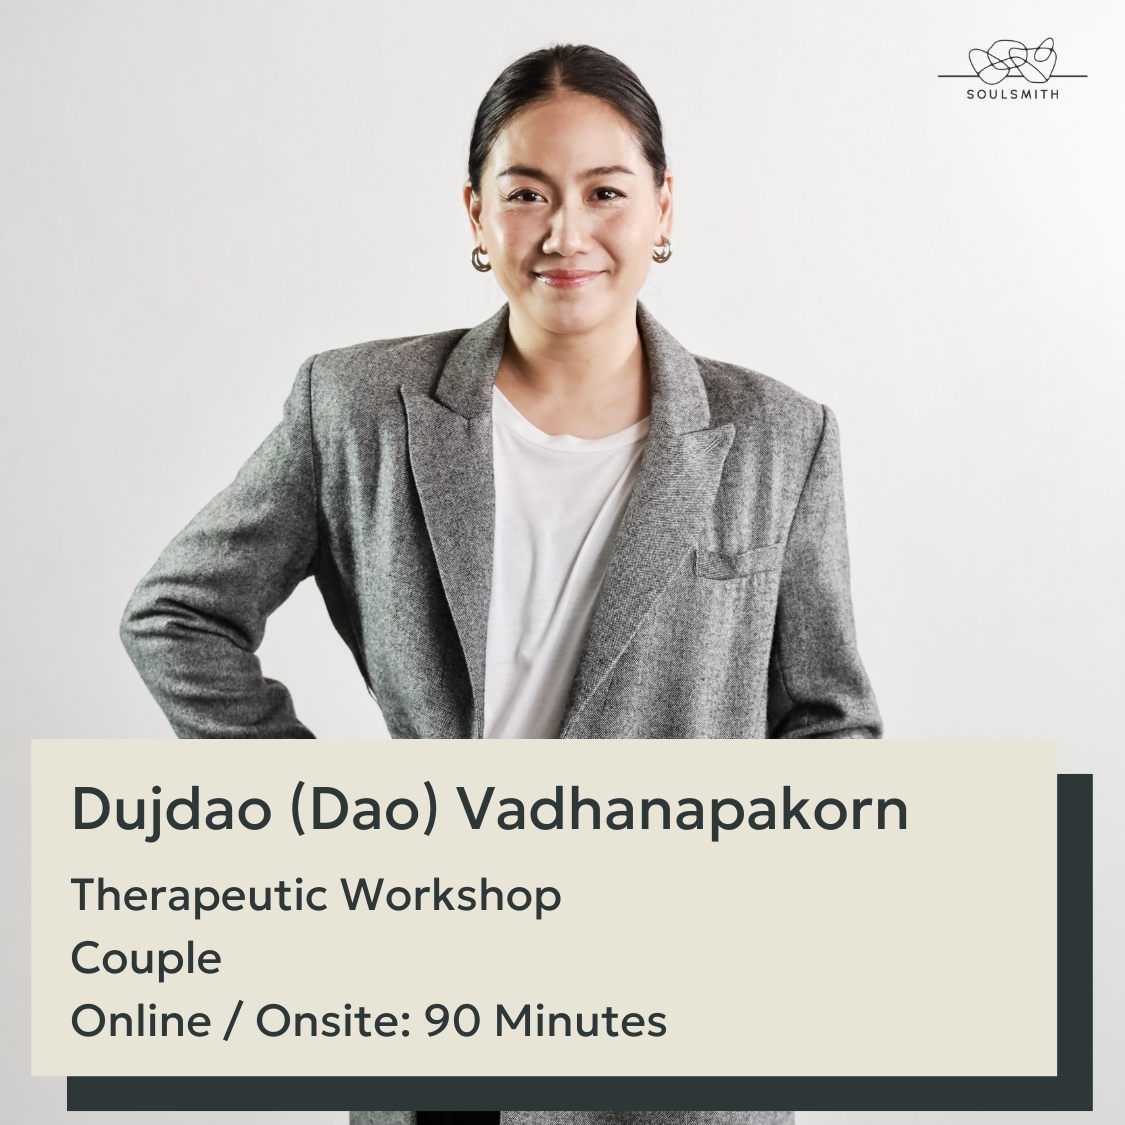 SOULSMITH
Dujdao (Dao) Vadhanapakorn
Therapeutic Workshop
Couple
Online / Onsite: 90 Minutes